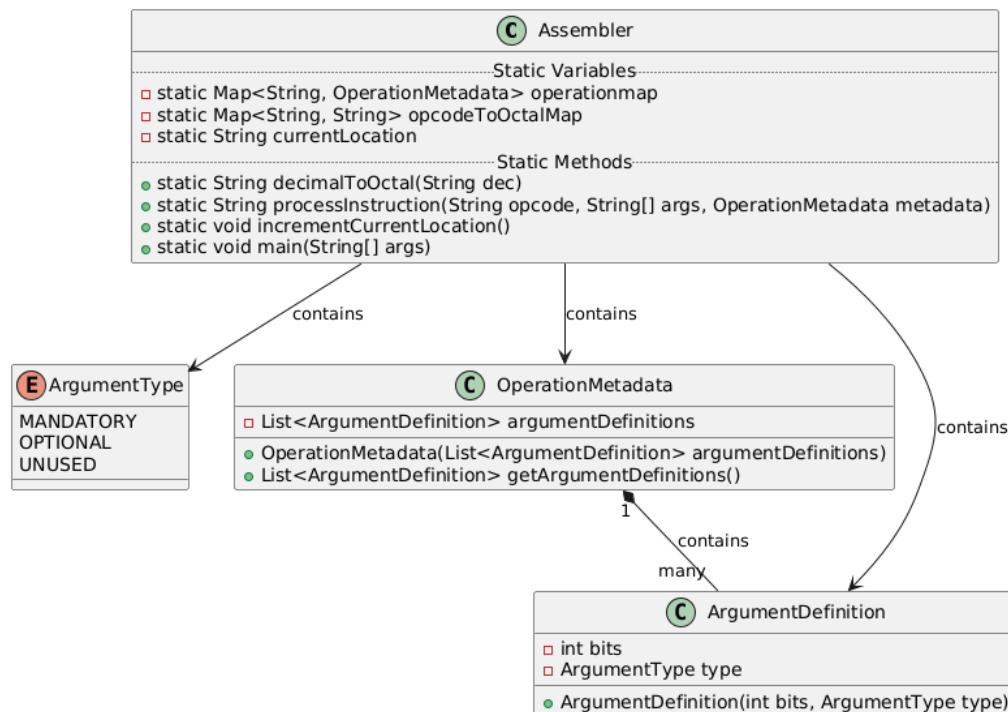 C Assembler
Static Variables
static Map<String, OperationMetadata> operationmap
static Map<String, String> opcodeToOctalMap
static String currentLocation
Static Methods
static String decimalToOctal(String dec)
static String processInstruction(String opcode, String[] args, OperationMetadata metadata)
static void incrementCurrentLocation()
static void main(String[] args)
contains
contains
contains
E ArgumentType
MANDATORY
OPTIONAL
UNUSED
C OperationMetadata
List<ArgumentDefinition> argumentDefinitions
OperationMetadata(List<ArgumentDefinition> argumentDefinitions)
List<ArgumentDefinition> getArgumentDefinitions()
1
contains
many
C ArgumentDefinition
int bits
ArgumentType type
ArgumentDefinition(int bits, ArgumentType type)